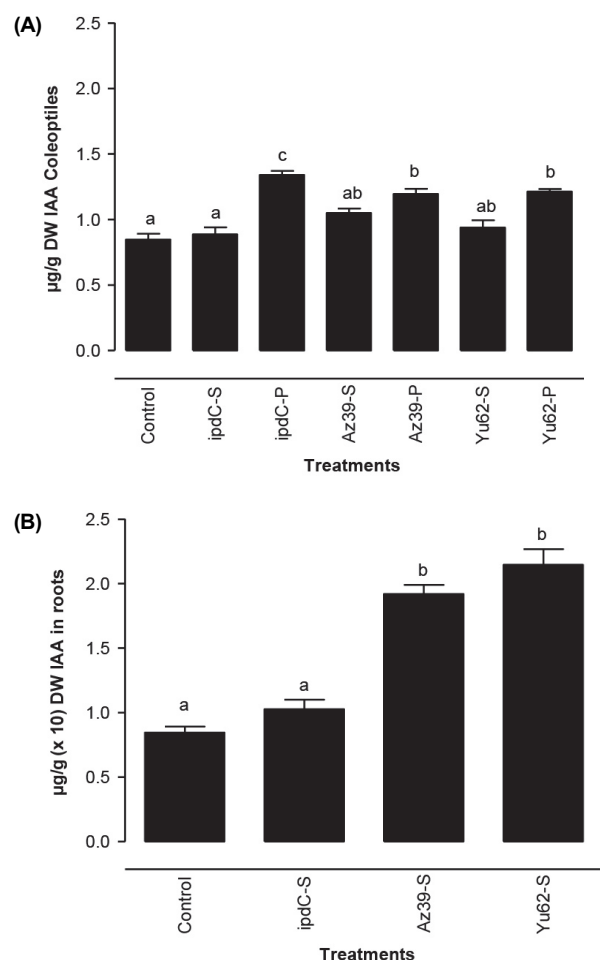 (A)
µg/g DW IAA Coleoptiles
2.5
2.0
1.5
1.0
0.5
0.0
a
a
c
ab
b
ab
b
Control
ipdC-S
ipdC-P
Az39-S
Az39-P
Yu62-S
Yu62-P
Treatments
(B)
µg/g (x 10) DW IAA in roots
2.5
2.0
1.5
1.0
0.5
0.0
a
a
b
b
Control
ipdC-S
Az39-S
Yu62-S
Treatments